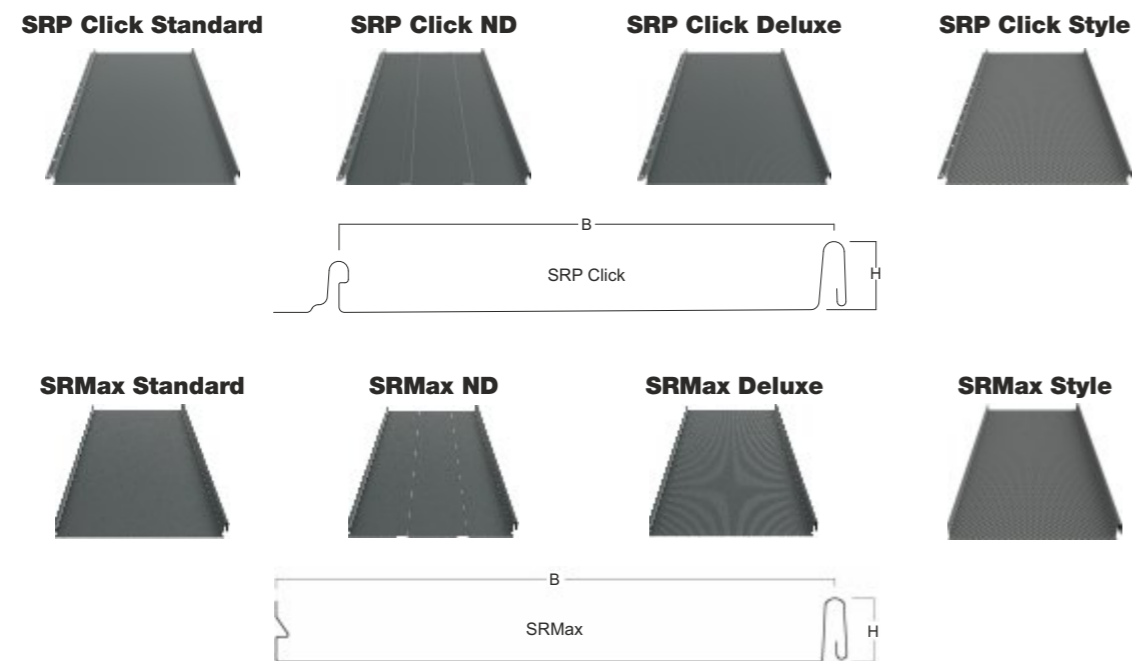 SRP Click Standard
SRP Click ND
SRP Click Deluxe
SRP Click Style
B
SRP Click
H
SRMax Standard
SRMax ND
SRMax Deluxe
SRMax Style
B
SRMax
H